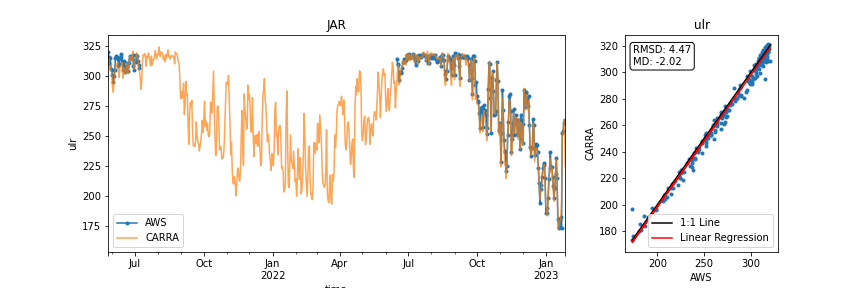 JAR
ulr
325
300
275
250
225
200
175
AWS
CARRA
Jul
Oct
Jan
2022
Apr
Jul
Oct
Jan
2023
ulr
CARRA
320
300
280
260
240
220
200
180
RMSD: 4.47
MD: -2.02
1:1 Line
Linear Regression
200
250
300
AWS